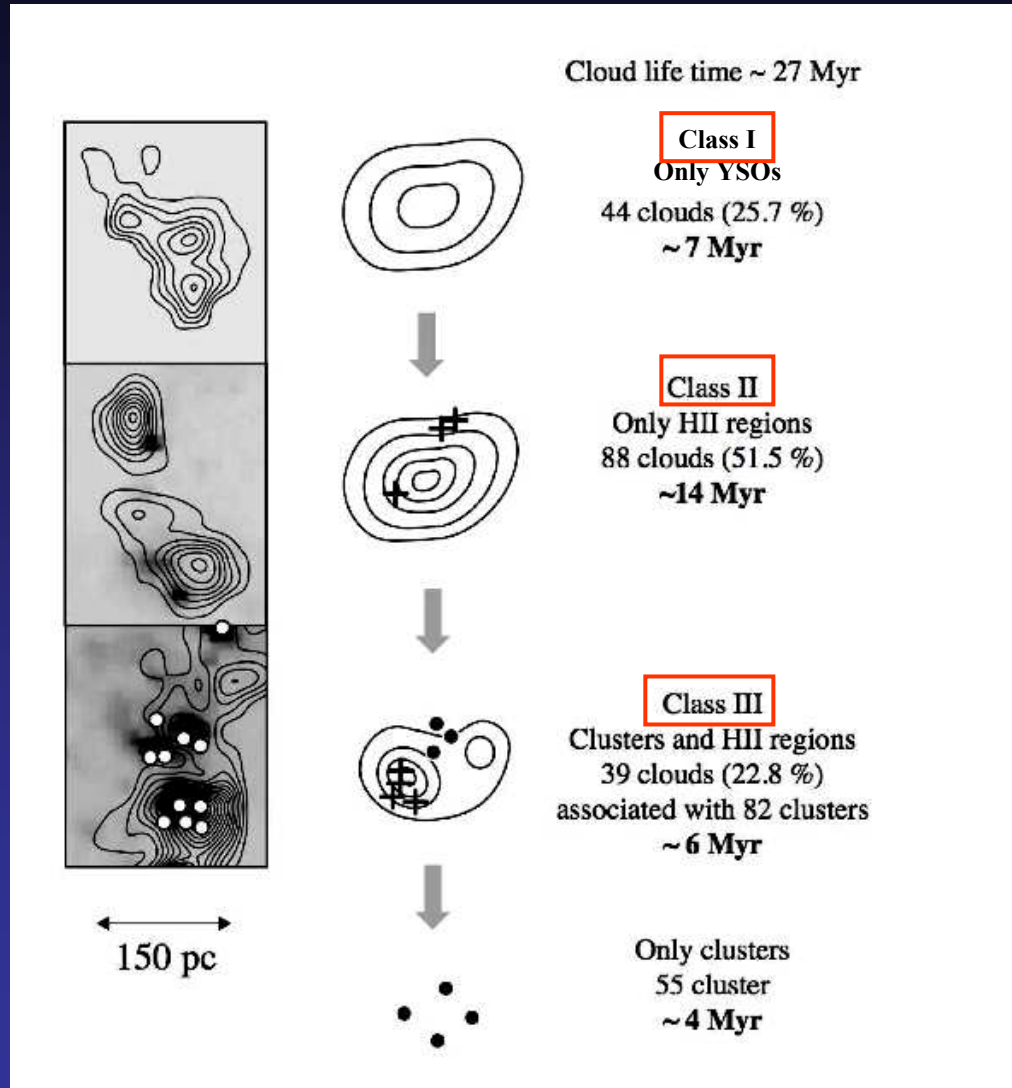 Cloud life time ~ 27 Myr
Class I
Only YSOs
44 clouds (25.7 %)
~ 7 Myr
Class II
Only HII regions
88 clouds (51.5 %)
~14 Myr
Class III
Clusters and HII regions
39 clouds (22.8 %)
associated with 82 clusters
~ 6 Myr
150 pc
Only clusters
55 cluster
~ 4 Myr